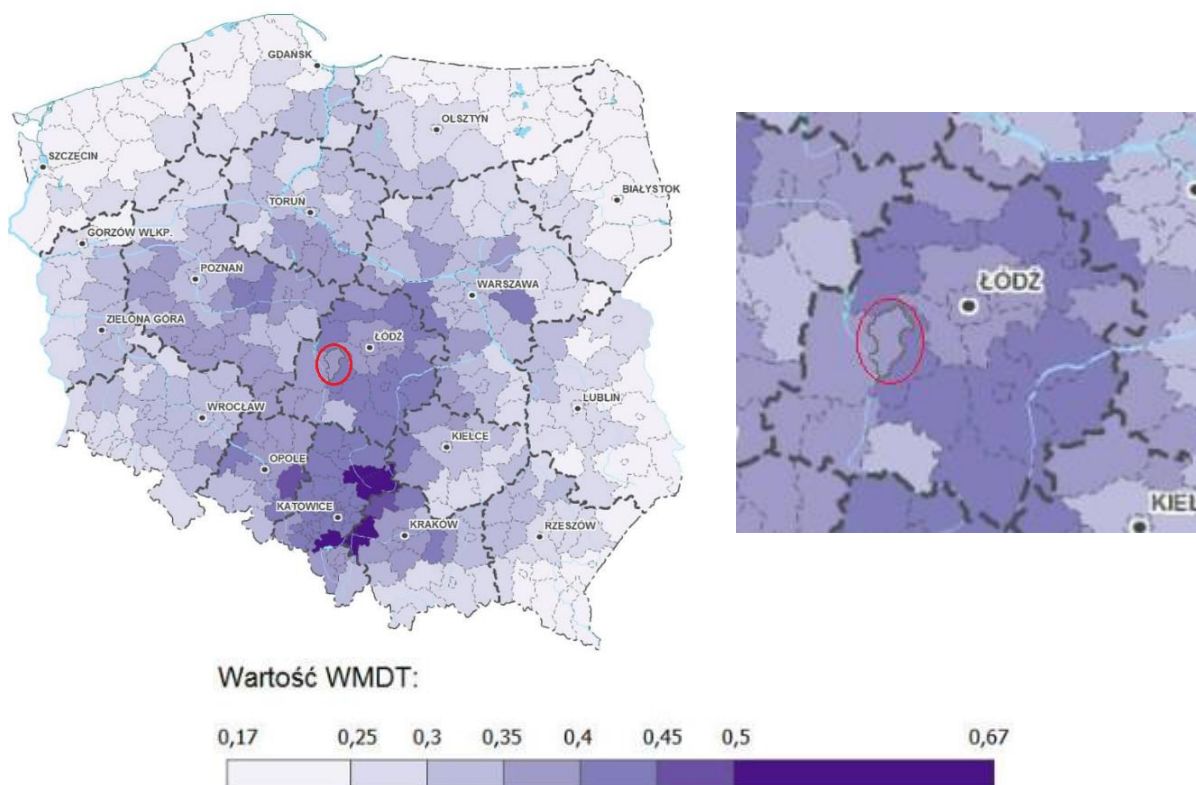 GDAŃSK
OLSZTYN
SZCZECIN
BIAŁYSTOK
TORUŃ
GORZÓW WLKP.
POZNAŃ
WARSZAWA
ZIELONA GÓRA
ŁÓDŹ
LUBLIN
WROCŁAW
KIELCE
OPOLE
KATOWICE
KRAKÓW
RZESZÓW
ŁÓDŹ
KIEL
Wartość WMDT:
0,17 0,25 0,3 0,35 0,4 0,45 0,5 0,67